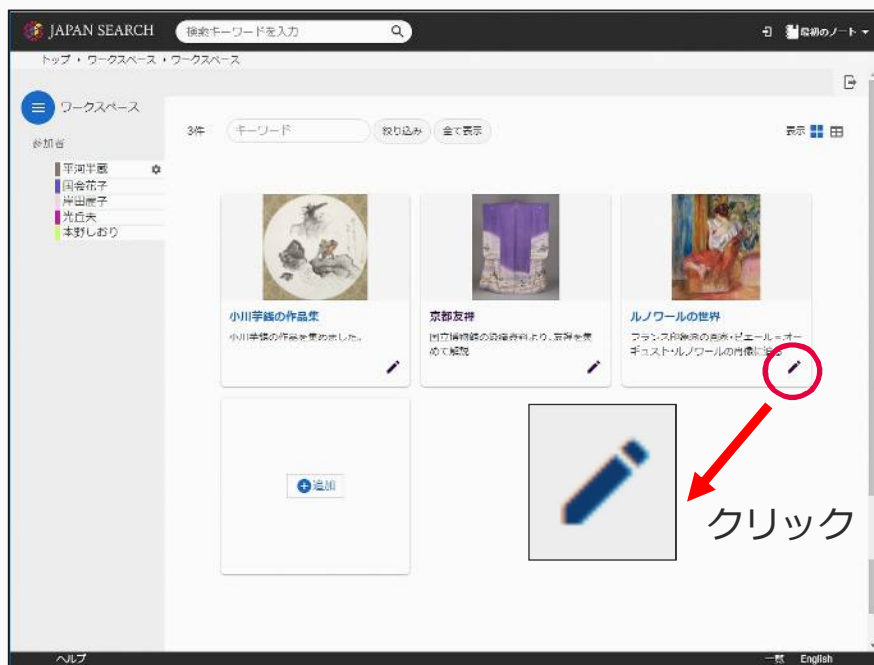 JAPAN SEARCH
検索キーワードを入力
最初のノート
トップ・ワークスペース・ワークスペース
ワークスペース
参加者
平河半蔵
国会花子
岸田慶子
光丘夫
本野しおり
3件
キーワード
絞り込み
全て表示
表示
小川芋銭の作品集
小川芋銭の作品を集めました。
京都友禅
国立博物館の染織資料より、京禅を集
めて解説
ルノワールの世界
フランス印象派の画家・ピエール=オー
ギュスト・ルノワールの肖像に迫る
追加
クリック
ヘルプ
一覧
English